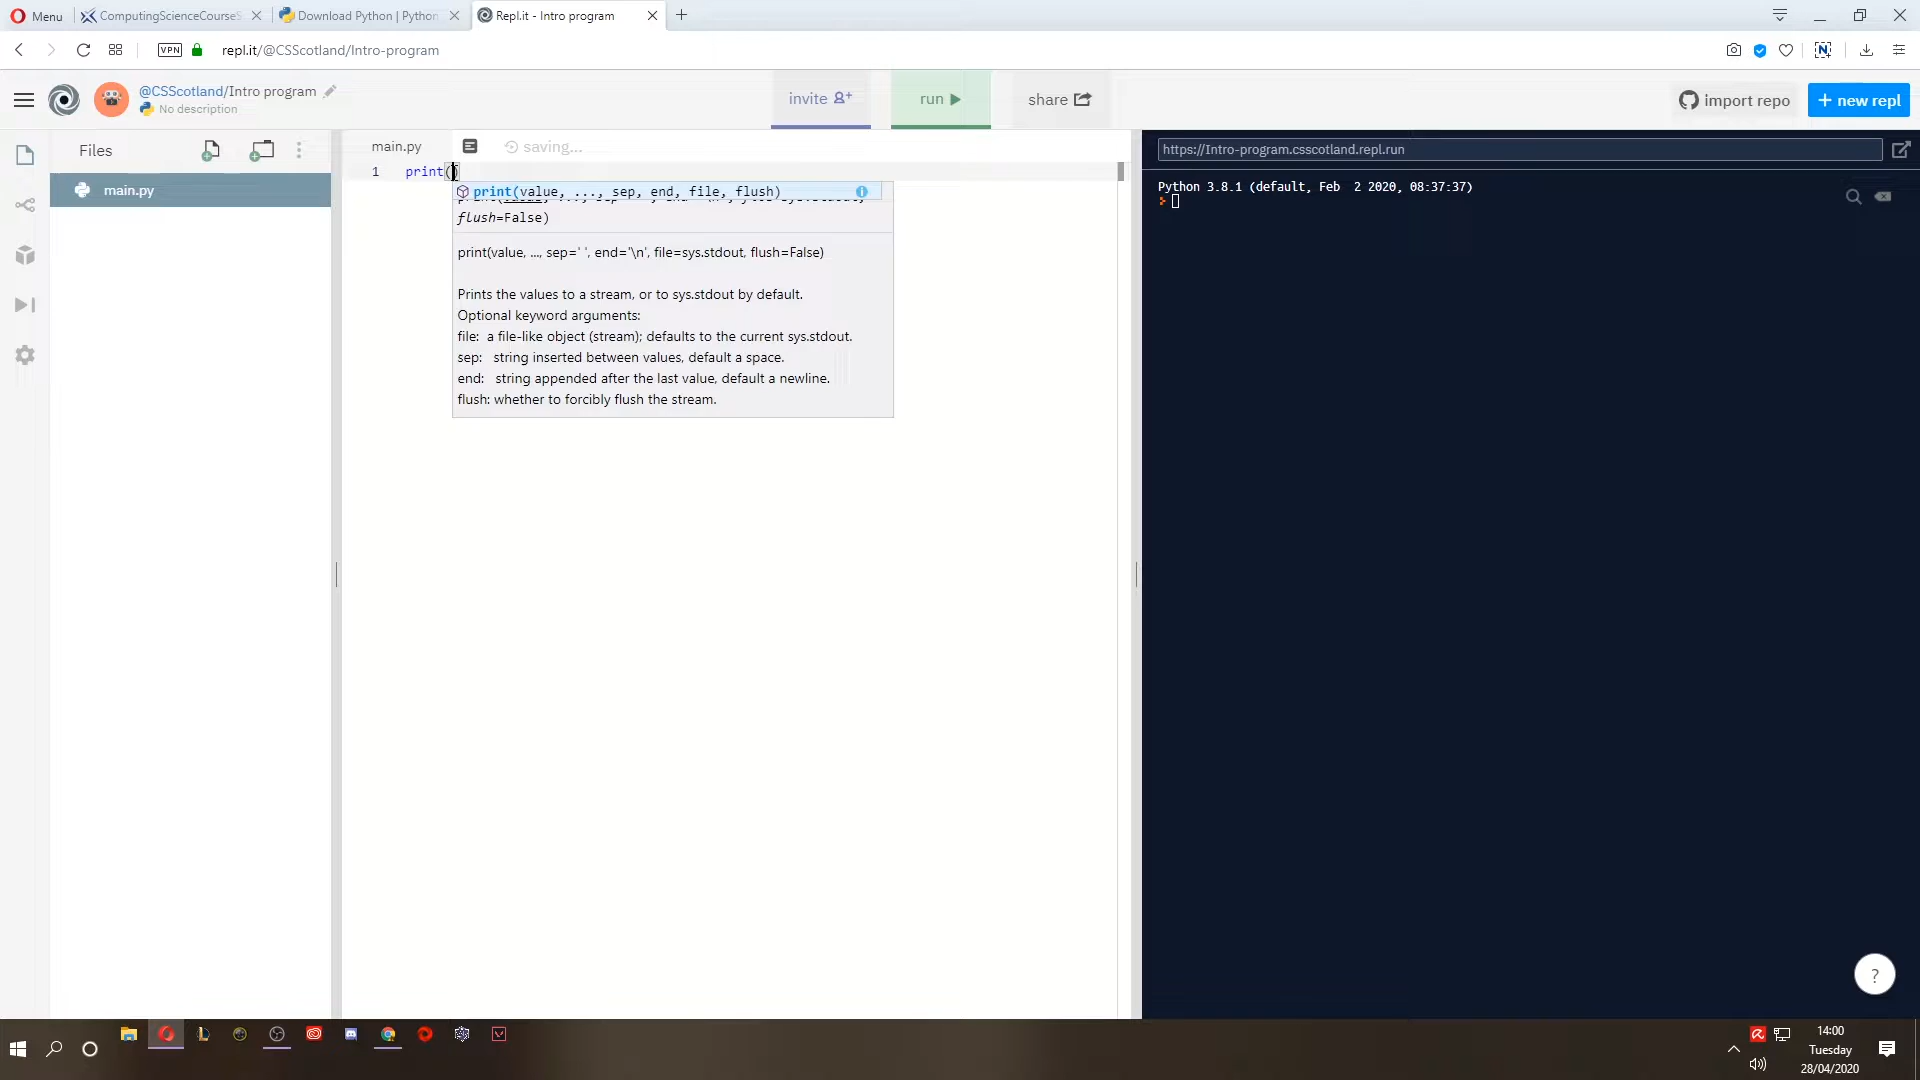 Menu
ComputingScienceCourseS
Download Python | Python
Repl.it - Intro program
VPN
repl.it/@CSScotland/Intro-program
@CSScotland/Intro program
No description
invite
run
share
import repo
+ new repl
Files
main.py
main.py
saving...
1 print()
print(value, ..., sep, end, file, flush)
flush=False)
print(value, ..., sep=' ', end='\n', file=sys.stdout, flush=False)
Prints the values to a stream, or to sys.stdout by default.
Optional keyword arguments:
file: a file-like object (stream); defaults to the current sys.stdout.
sep: string inserted between values, default a space.
end: string appended after the last value, default a newline.
flush: whether to forcibly flush the stream.
https://Intro-program.csscotland.repl.run
Python 3.8.1 (default, Feb 2 2020, 08:37:37)
?
14:00
Tuesday
28/04/2020